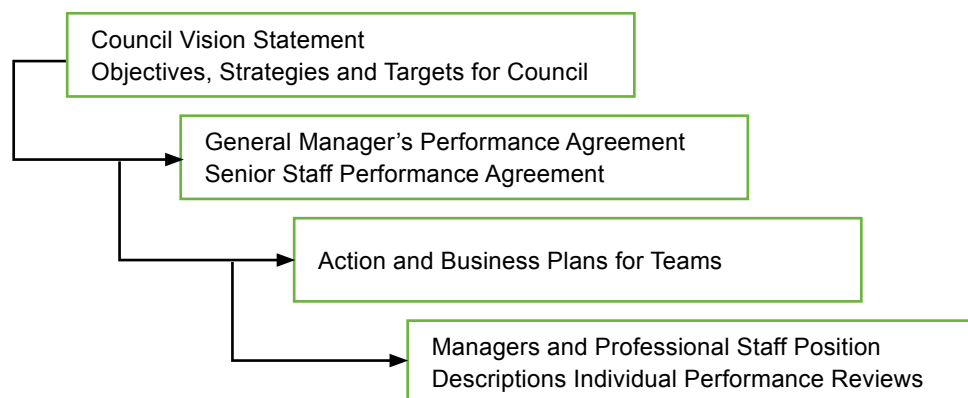 Council Vision Statement
Objectives, Strategies and Targets for Council
General Manager’s Performance Agreement
Senior Staff Performance Agreement
Action and Business Plans for Teams
Managers and Professional Staff Position
Descriptions Individual Performance Reviews